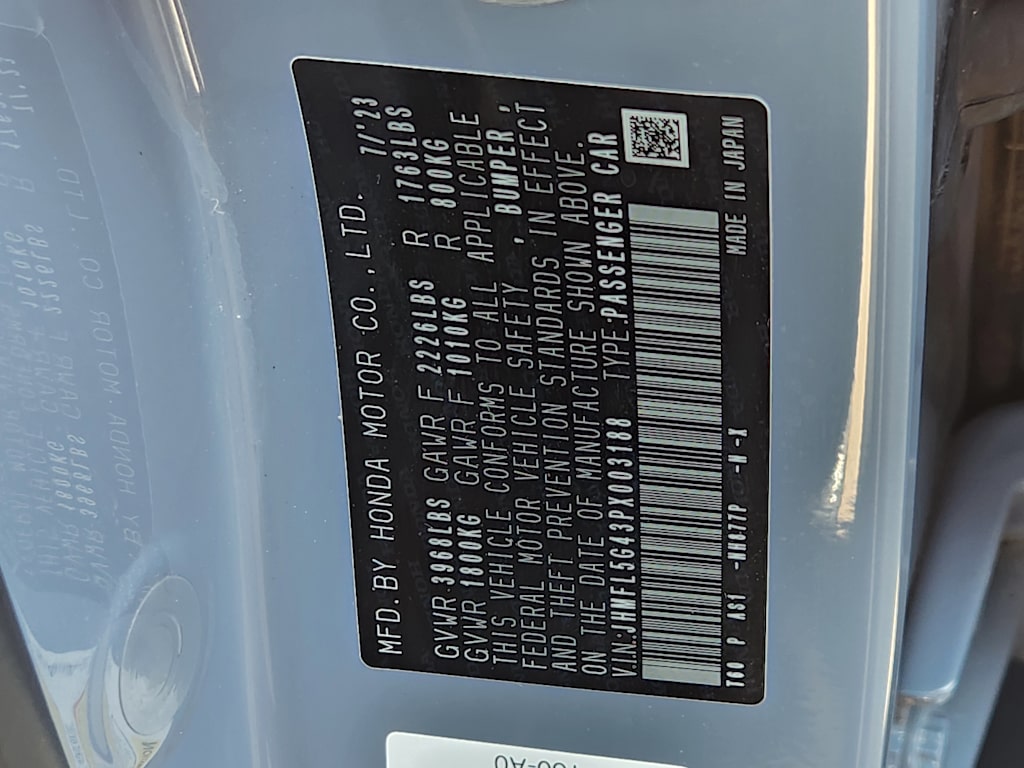 MFD. BY HONDA MOTOR CO., LTD. 7/'23
GVWR 3968LBS GAWR F 2226LBS R 1763LBS
GVWR 1800KG GAWR F 1010KG R 800KG
THIS VEHICLE CONFORMS TO ALL APPLICABLE
FEDERAL MOTOR VEHICLE SAFETY , BUMPER ,
AND THEFT PREVENTION STANDARDS IN EFFECT
ON THE DATE OF MANUFACTURE SHOWN ABOVE.
V.I.N:JHMFL5G43PX003188 TYPE:PASSENGER CAR
TGO P AS1 -NH877P -N -X MADE IN JAPAN